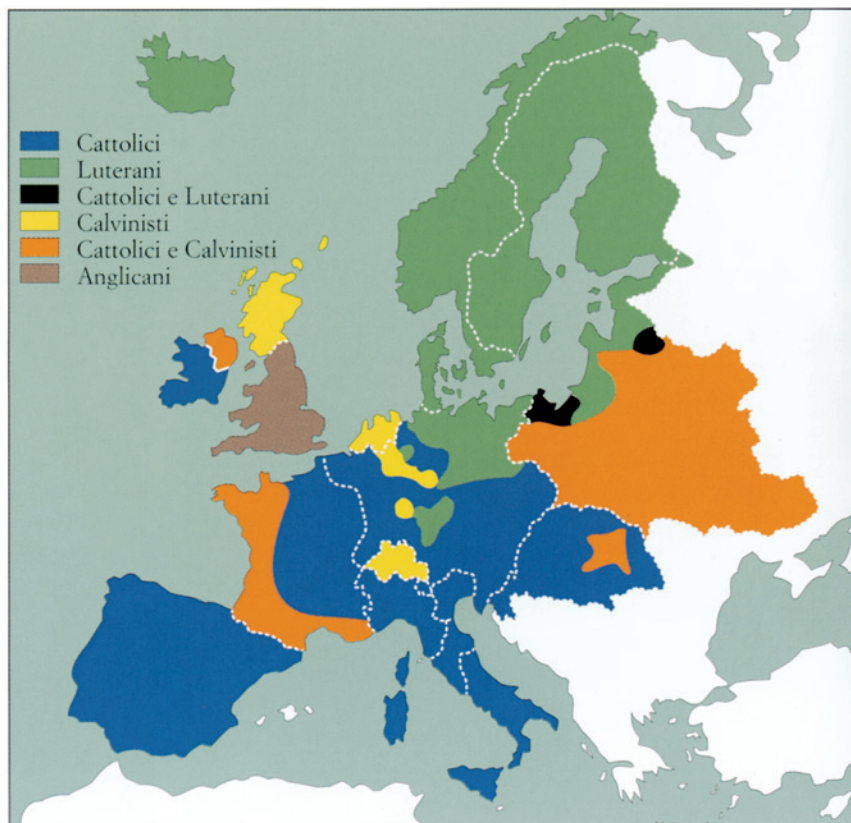 Cattolici
Luterani
Cattolici e Luterani
Calvinisti
Cattolici e Calvinisti
Anglicani